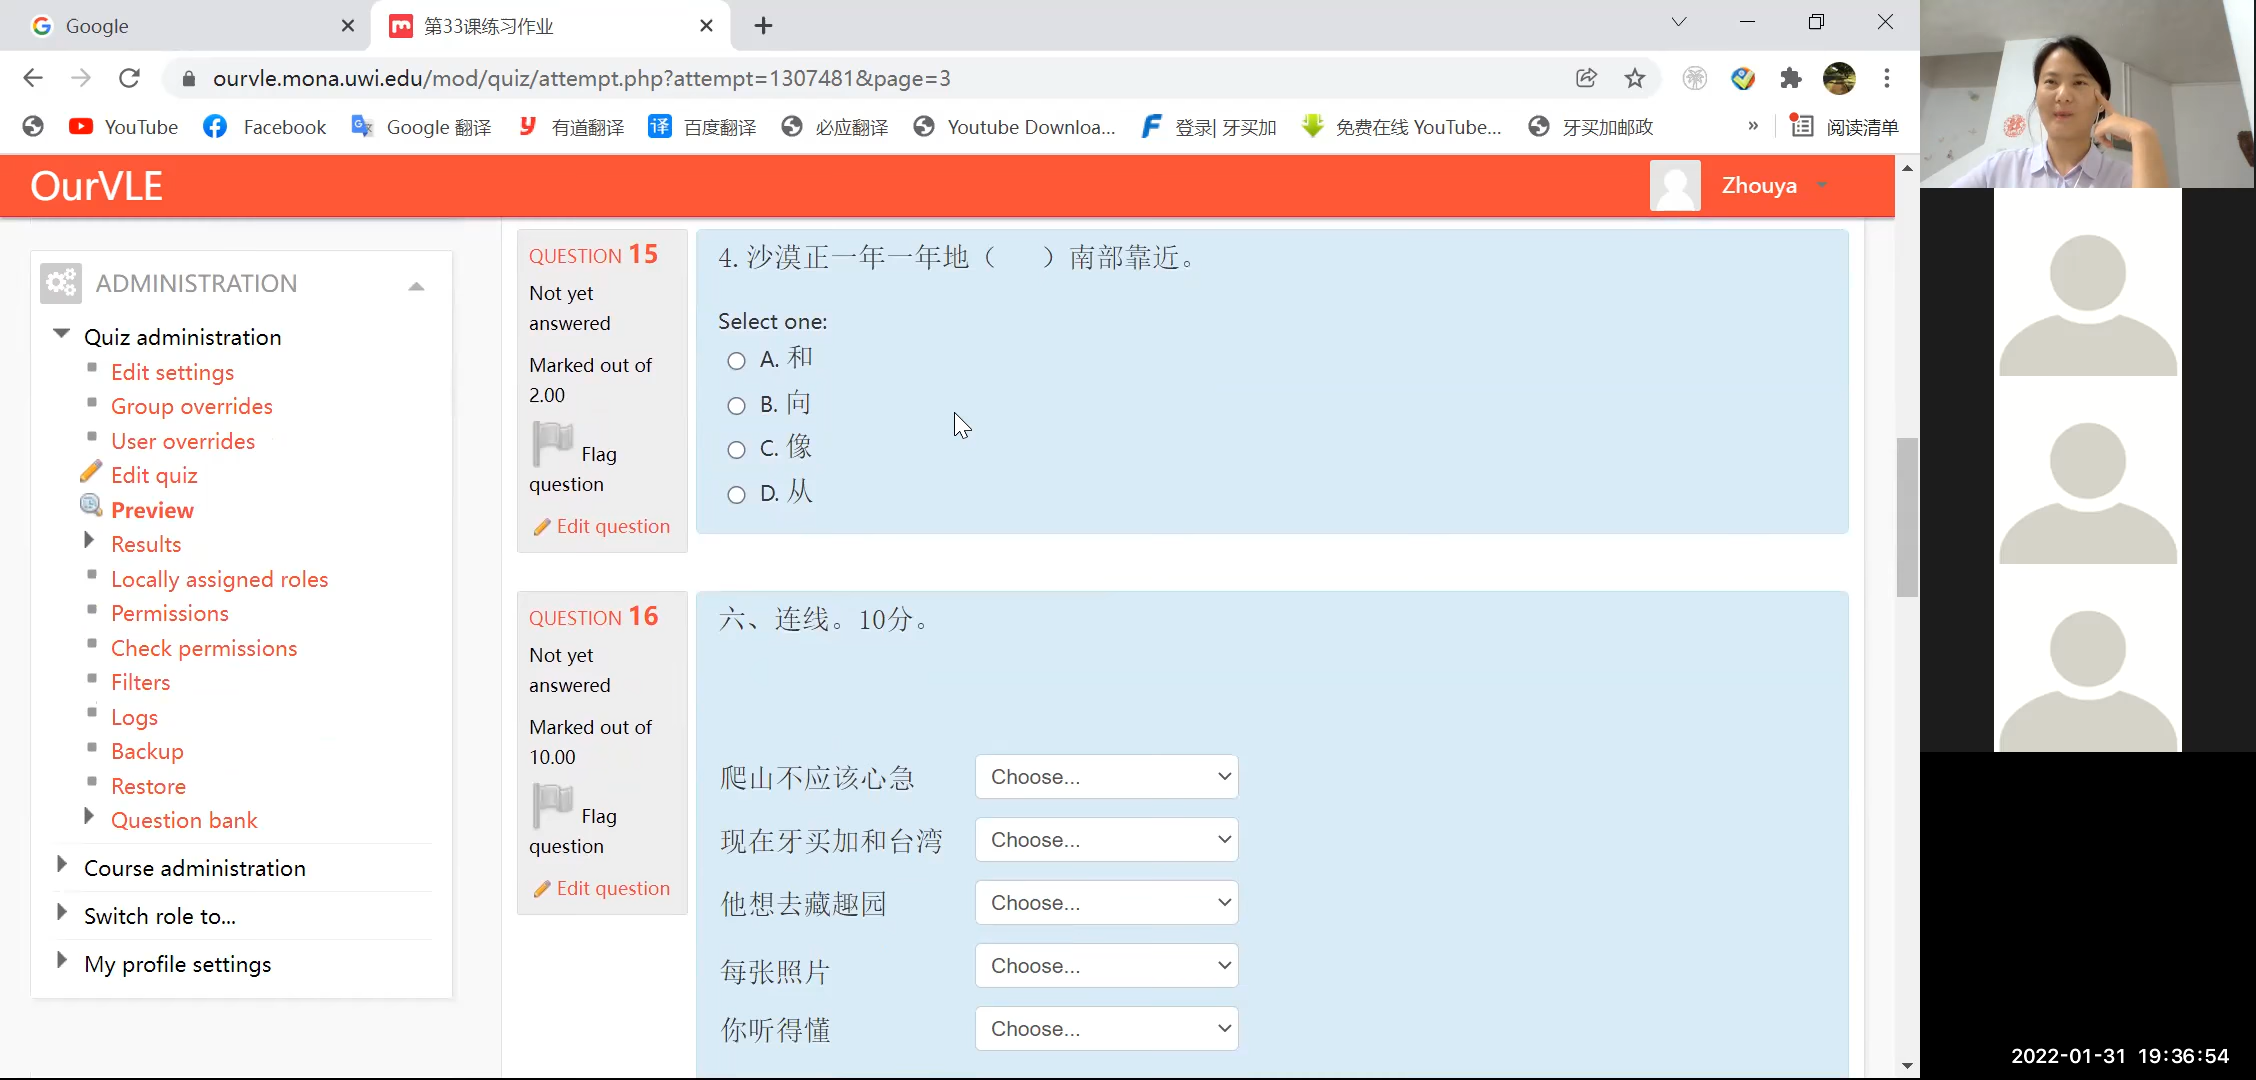 Google
第33课练习作业
ourvle.mona.uwi.edu/mod/quiz/attempt.php?attempt=1307481&page=3
YouTube
Facebook
Google 翻译
有道翻译
百度翻译
必应翻译
Youtube Downloa...
登录| 牙买加
免费在线 YouTube...
牙买加邮政
»
阅读清单
OurVLE
Zhouya
ADMINISTRATION
Quiz administration
Edit settings
Group overrides
User overrides
Edit quiz
Preview
Results
Locally assigned roles
Permissions
Check permissions
Filters
Logs
Backup
Restore
Question bank
Course administration
Switch role to...
My profile settings
QUESTION 15
Not yet
answered
Marked out of
2.00
Flag
question
Edit question
4. 沙漠正一年一年地（ ）南部靠近。
Select one:
A. 和
B. 向
C. 像
D. 从
QUESTION 16
Not yet
answered
Marked out of
10.00
Flag
question
Edit question
六、连线。10分。
爬山不应该心急 Choose...
现在牙买加和台湾 Choose...
他想去藏趣园 Choose...
每张照片 Choose...
你听得懂 Choose...
2022-01-31 19:36:54